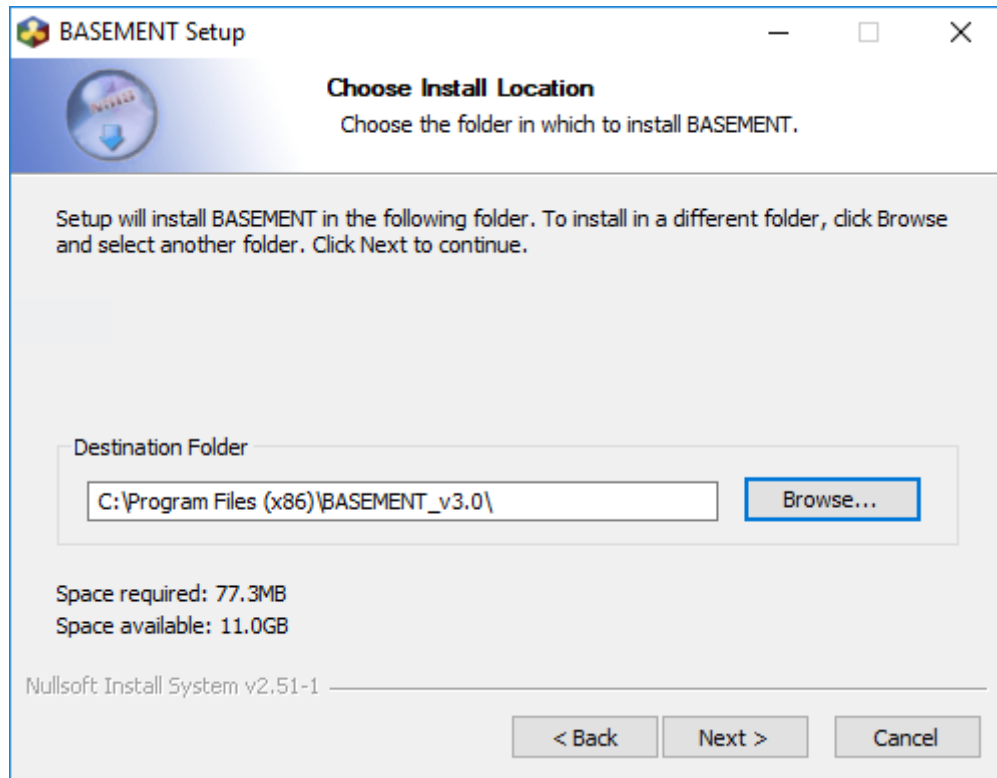 BASEMENT Setup
Choose Install Location
Choose the folder in which to install BASEMENT.
Setup will install BASEMENT in the following folder. To install in a different folder, click Browse
and select another folder. Click Next to continue.
Destination Folder
C:\Program Files (x86)\BASEMENT_v3.0\
Browse...
Space required: 77.3MB
Space available: 11.0GB
Nullsoft Install System v2.51-1
< Back
Next >
Cancel